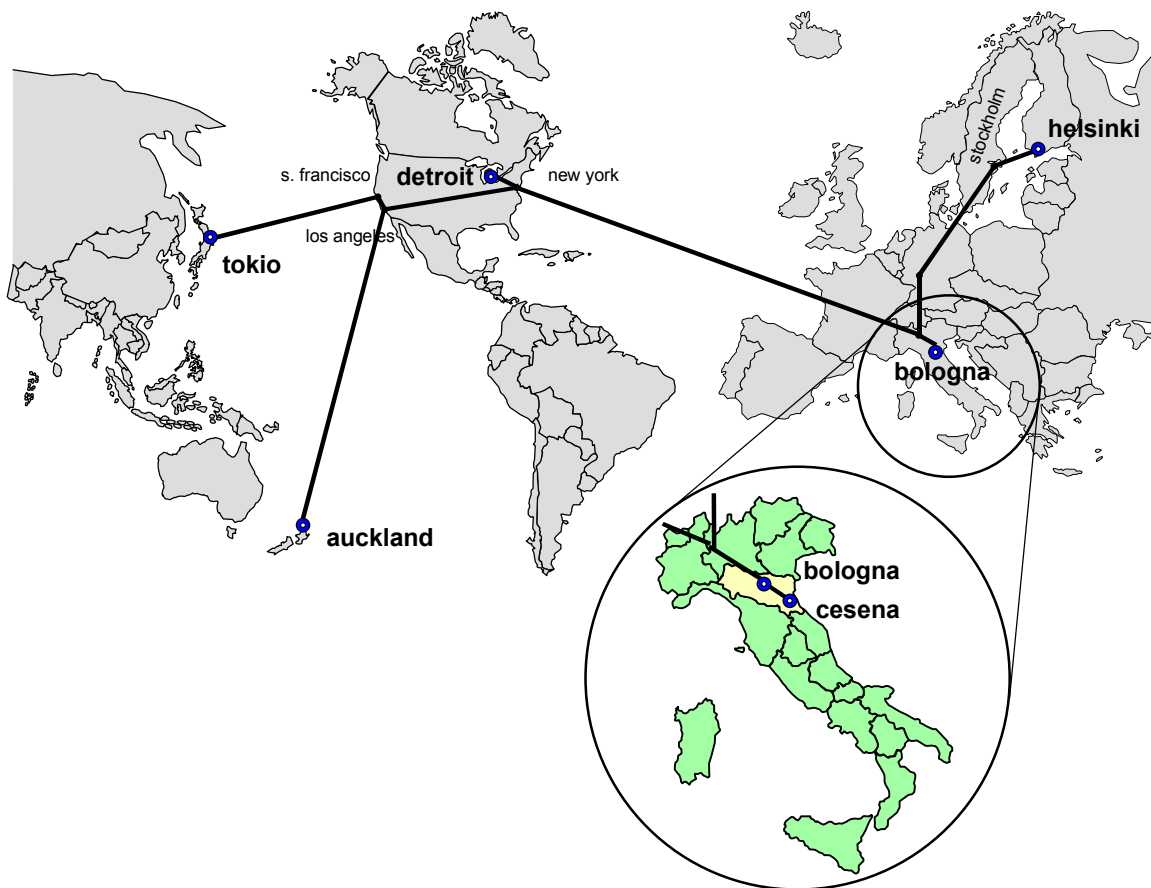 stockholm
helsinki
s. francisco
detroit
new york
los angeles
tokio
bologna
auckland
bologna
cesena